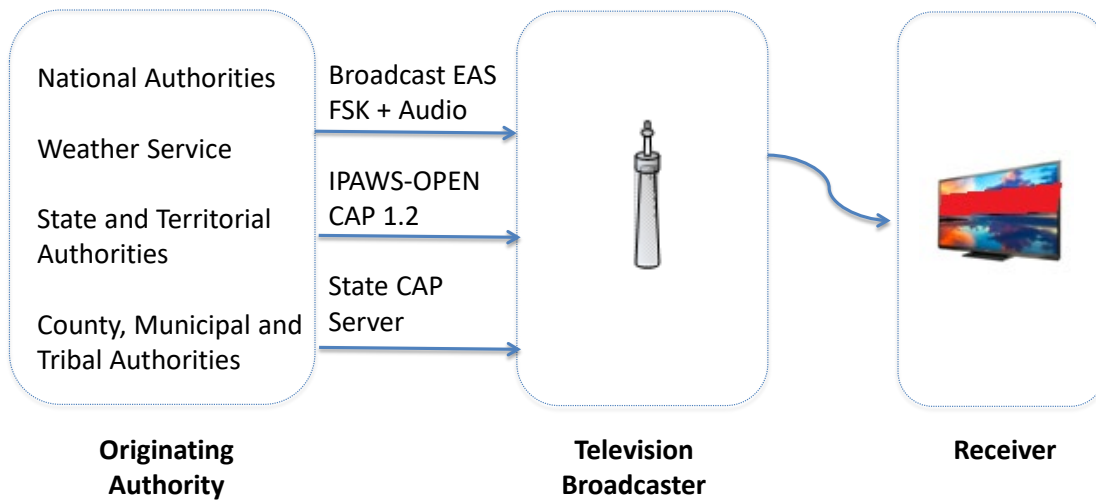 National Authorities
Weather Service
State and Territorial
Authorities
County, Municipal and
Tribal Authorities
Broadcast EAS
FSK + Audio
IPAWS-OPEN
CAP 1.2
State CAP
Server
Originating
Authority
Television
Broadcaster
Receiver